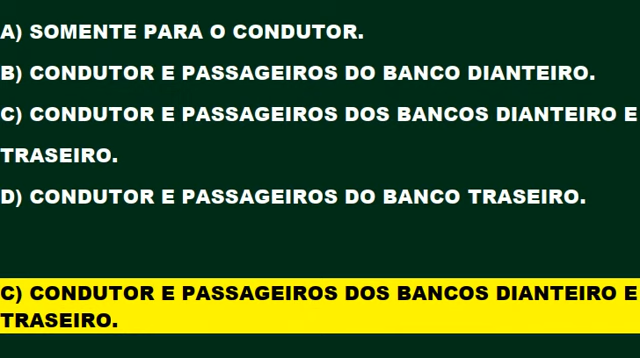 A) SOMENTE PARA O CONDUTOR.
B) CONDUTOR E PASSAGEIROS DO BANCO DIANTEIRO.
C) CONDUTOR E PASSAGEIROS DOS BANCOS DIANTEIRO E
TRASEIRO.
D) CONDUTOR E PASSAGEIROS DO BANCO TRASEIRO.
C) CONDUTOR E PASSAGEIROS DOS BANCOS DIANTEIRO E
TRASEIRO.